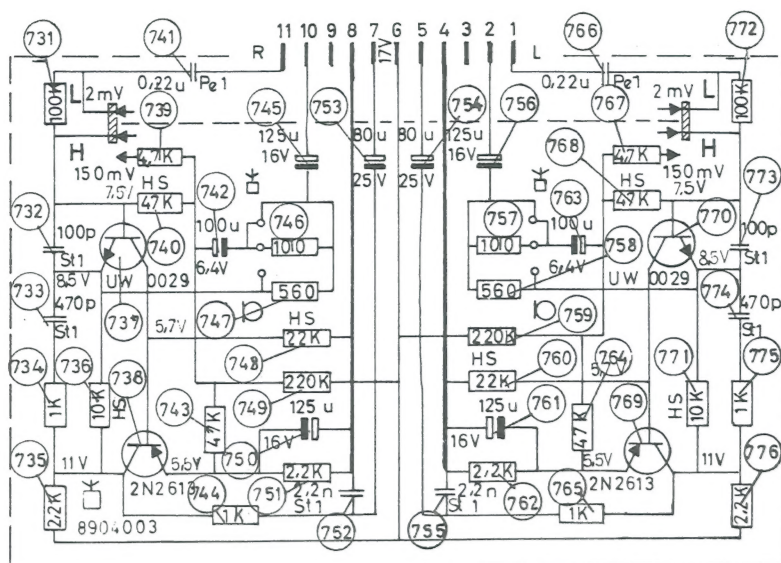 731 741 11 10 9 8 7 17V 6 5 4 3 2 1 766 772
R L
100K 0,22u Pe1 0,22u Pe1 100K
L 2mV 739 745 753 754 756 767 2mV L
125u 80u 80u 125u
16V 25V 25V 16V
H 4,7K 4,7K H
150mV 768 150mV
7,5V HS HS 7.5V
732 47K 742 746 757 763 47K 770 773
100p 740 100u 100u 100p
St1 100 100 758 St1
8,5V 6,4V 6,4V 8,5V
733 UW 0029 560 560 UW 0029 774
470p 737 747 759 470p
St1 5,7V HS 220K St1
734 736 738 748 22K HS 760 764 5,7V 771 775
1K 10K HS 749 220K 22K 761 769 HS 10K 1K
743 47K 125u 125u 47K
735 11V 5,5V 750 16V 16V 5,5V 11V 776
2,2K 2N2613 751 2,2K 2,2K 762 2N2613 2,2K
744 1K 2,2n 2,2n 765 1K
St1 St1
8904003 752 755